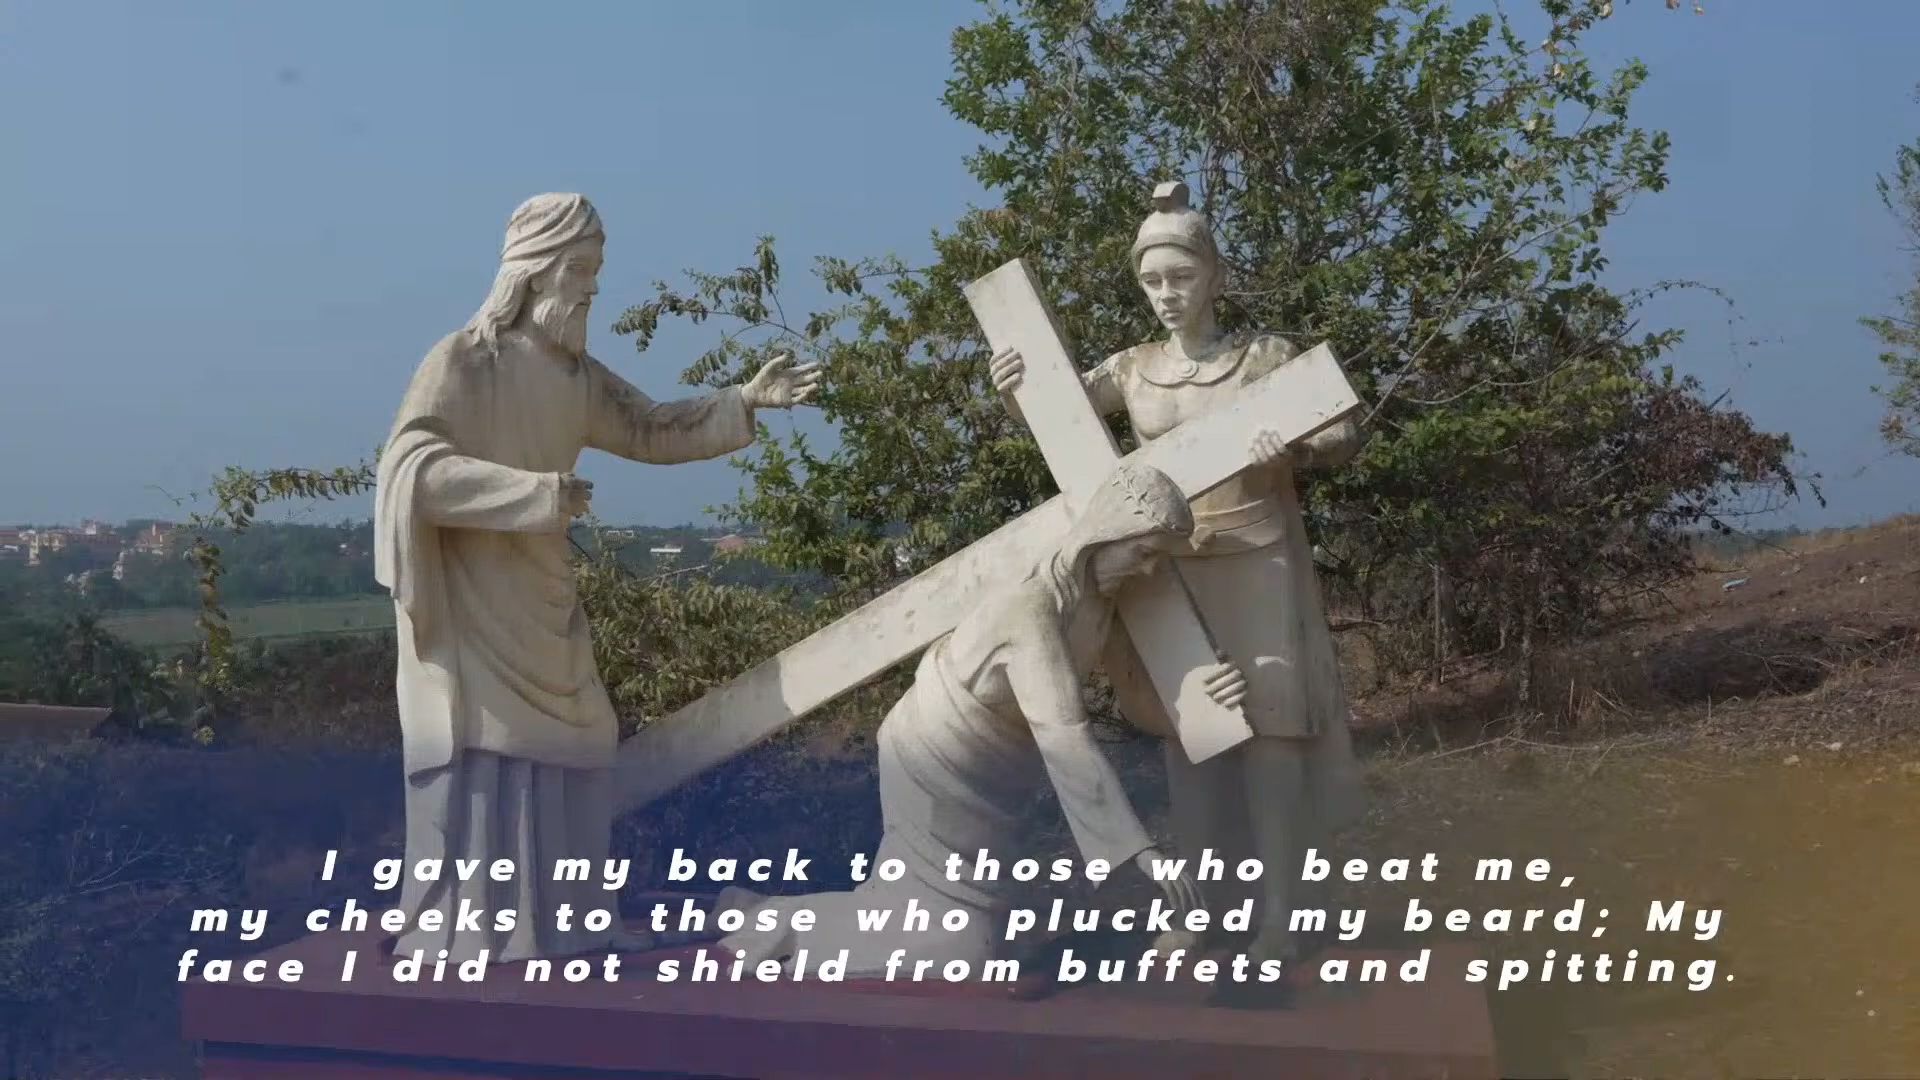 I gave my back to those who beat me,
my cheeks to those who plucked my beard; My
face I did not shield from buffets and spitting.